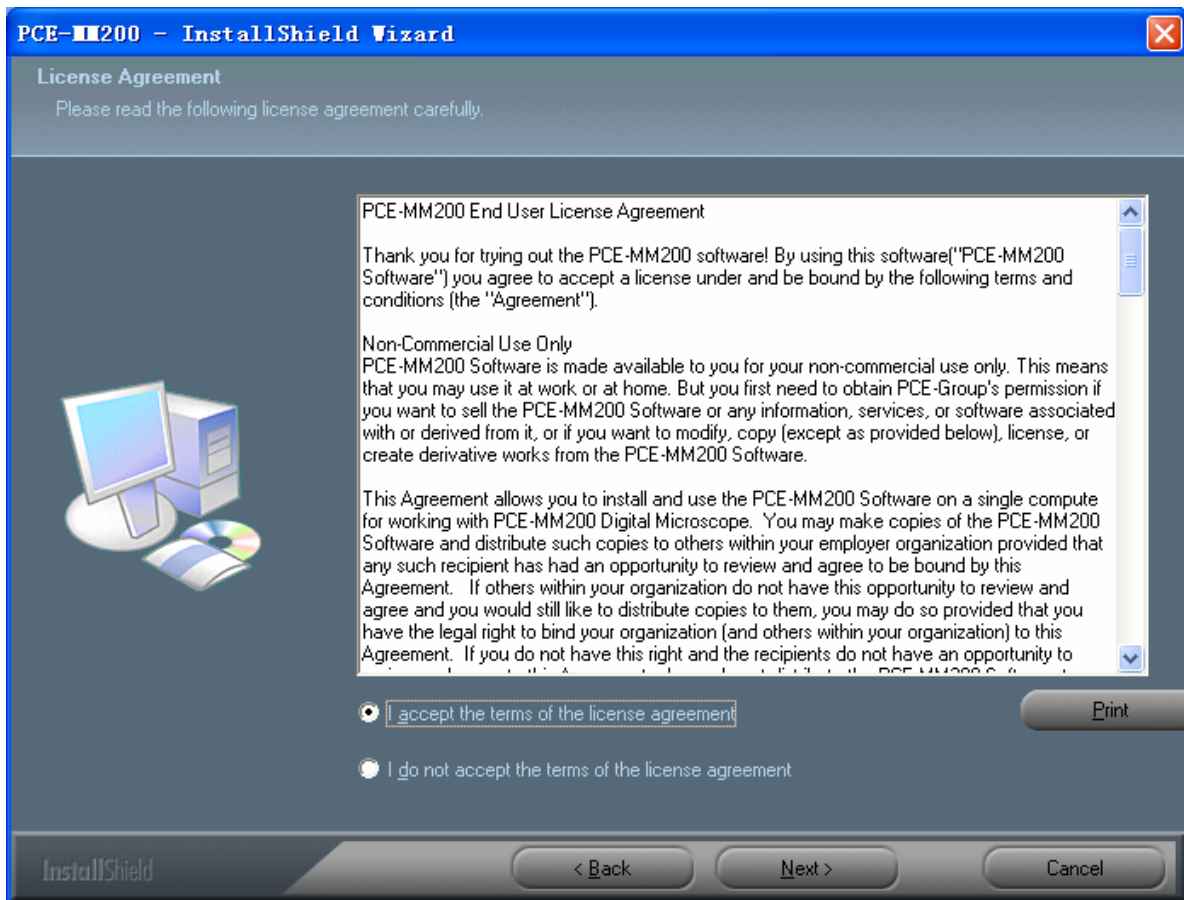 PCE-MM200 - InstallShield Wizard
License Agreement
Please read the following license agreement carefully.
PCE-MM200 End User License Agreement
Thank you for trying out the PCE-MM200 software! By using this software("PCE-MM200
Software") you agree to accept a license under and be bound by the following terms and
conditions (the "Agreement").
Non-Commercial Use Only
PCE-MM200 Software is made available to you for your non-commercial use only. This means
that you may use it at work or at home. But you first need to obtain PCE-Group's permission if
you want to sell the PCE-MM200 Software or any information, services, or software associated
with or derived from it, or if you want to modify, copy (except as provided below), license, or
create derivative works from the PCE-MM200 Software.
This Agreement allows you to install and use the PCE-MM200 Software on a single compute
for working with PCE-MM200 Digital Microscope.  You may make copies of the PCE-MM200
Software and distribute such copies to others within your employer organization provided that
any such recipient has had an opportunity to review and agree to be bound by this
Agreement.   If others within your organization do not have this opportunity to review and
agree and you would still like to distribute copies to them, you may do so provided that you
have the legal right to bind your organization (and others within your organization) to this
Agreement.  If you do not have this right and the recipients do not have an opportunity to
I accept the terms of the license agreement
Print
I do not accept the terms of the license agreement
InstallShield
< Back
Next >
Cancel